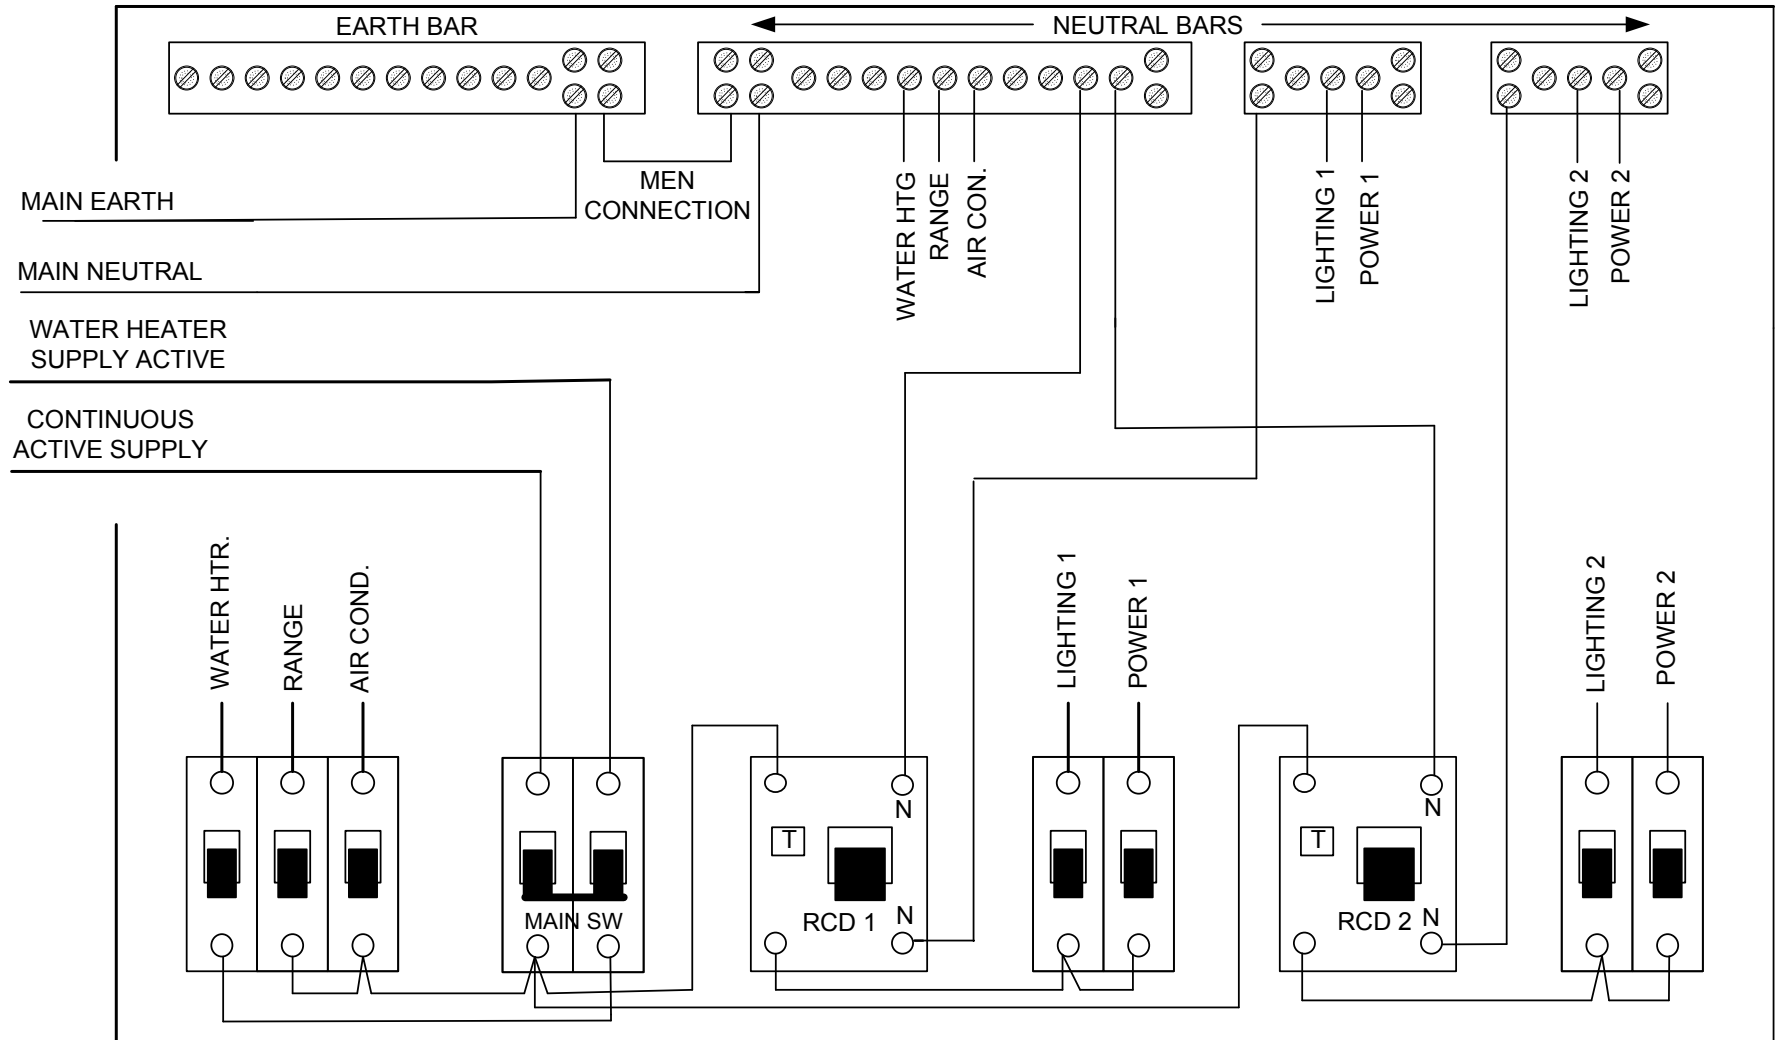 EARTH BAR
NEUTRAL BARS
MEN
CONNECTION
MAIN EARTH
MAIN NEUTRAL
WATER HEATER
SUPPLY ACTIVE
CONTINUOUS
ACTIVE SUPPLY
WATER HTG
RANGE
AIR CON.
LIGHTING 1
POWER 1
LIGHTING 2
POWER 2
WATER HTR.
RANGE
AIR COND.
LIGHTING 1
POWER 1
LIGHTING 2
POWER 2
N
N
T
T
MAIN SW
RCD 1
N
RCD 2
N